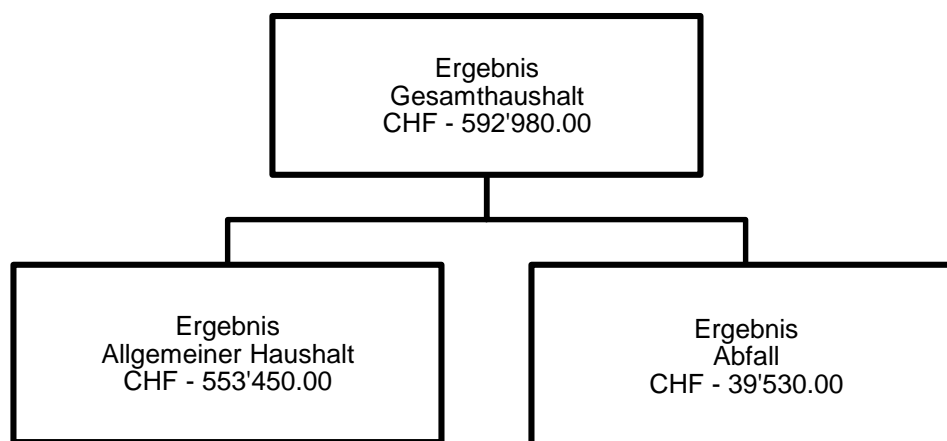 Ergebnis
Gesamthaushalt
CHF - 592'980.00
Ergebnis
Allgemeiner Haushalt
CHF - 553'450.00
Ergebnis
Abfall
CHF - 39'530.00